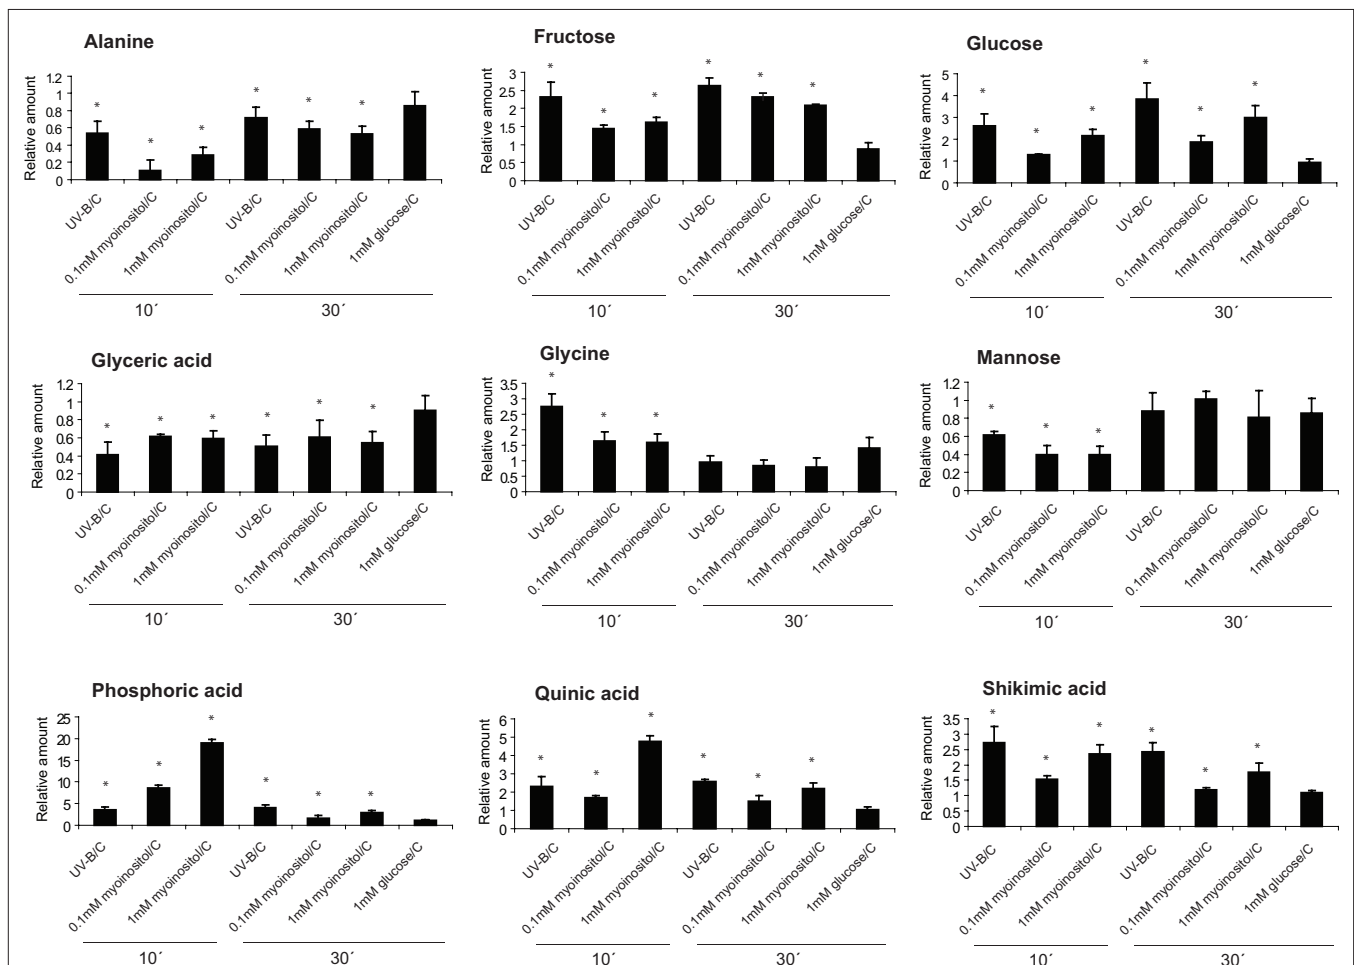 Alanine
Relative amount
1.2
1
0.8
0.6
0.4
0.2
0
*
*
*
*
*
*
UV-B/C
0.1mM myoinositol/C
1mM myoinositol/C
UV-B/C
0.1mM myoinositol/C
1mM myoinositol/C
1mM glucose/C
10´
30´
Fructose
Relative amount
3
2.5
2
1.5
1
0.5
0
*
*
*
*
*
*
UV-B/C
0.1mM myoinositol/C
1mM myoinositol/C
UV-B/C
0.1mM myoinositol/C
1mM myoinositol/C
1mM glucose/C
10´
30´
Glucose
Relative amount
5
4
3
2
1
0
*
*
*
*
*
*
UV-B/C
0.1mM myoinositol/C
1mM myoinositol/C
UV-B/C
0.1mM myoinositol/C
1mM myoinositol/C
1mM glucose/C
10´
30´
Glyceric acid
Relative amount
1.2
1
0.8
0.6
0.4
0.2
0
*
*
*
*
*
*
UV-B/C
0.1mM myoinositol/C
1mM myoinositol/C
UV-B/C
0.1mM myoinositol/C
1mM myoinositol/C
1mM glucose/C
10´
30´
Glycine
Relative amount
3.5
3
2.5
2
1.5
1
0.5
0
*
*
*
UV-B/C
0.1mM myoinositol/C
1mM myoinositol/C
UV-B/C
0.1mM myoinositol/C
1mM myoinositol/C
1mM glucose/C
10´
30´
Mannose
Relative amount
1.2
1
0.8
0.6
0.4
0.2
0
*
*
*
UV-B/C
0.1mM myoinositol/C
1mM myoinositol/C
UV-B/C
0.1mM myoinositol/C
1mM myoinositol/C
1mM glucose/C
10´
30´
Phosphoric acid
Relative amount
25
20
15
10
5
0
*
*
*
*
*
*
UV-B/C
0.1mM myoinositol/C
1mM myoinositol/C
UV-B/C
0.1mM myoinositol/C
1mM myoinositol/C
1mM glucose/C
10´
30´
Quinic acid
Relative amount
6
5
4
3
2
1
0
*
*
*
*
*
*
UV-B/C
0.1mM myoinositol/C
1mM myoinositol/C
UV-B/C
0.1mM myoinositol/C
1mM myoinositol/C
1mM glucose/C
10´
30´
Shikimic acid
Relative amount
3.5
3
2.5
2
1.5
1
0.5
0
*
*
*
*
*
*
UV-B/C
0.1mM myoinositol/C
1mM myoinositol/C
UV-B/C
0.1mM myoinositol/C
1mM myoinositol/C
1mM glucose/C
10´
30´